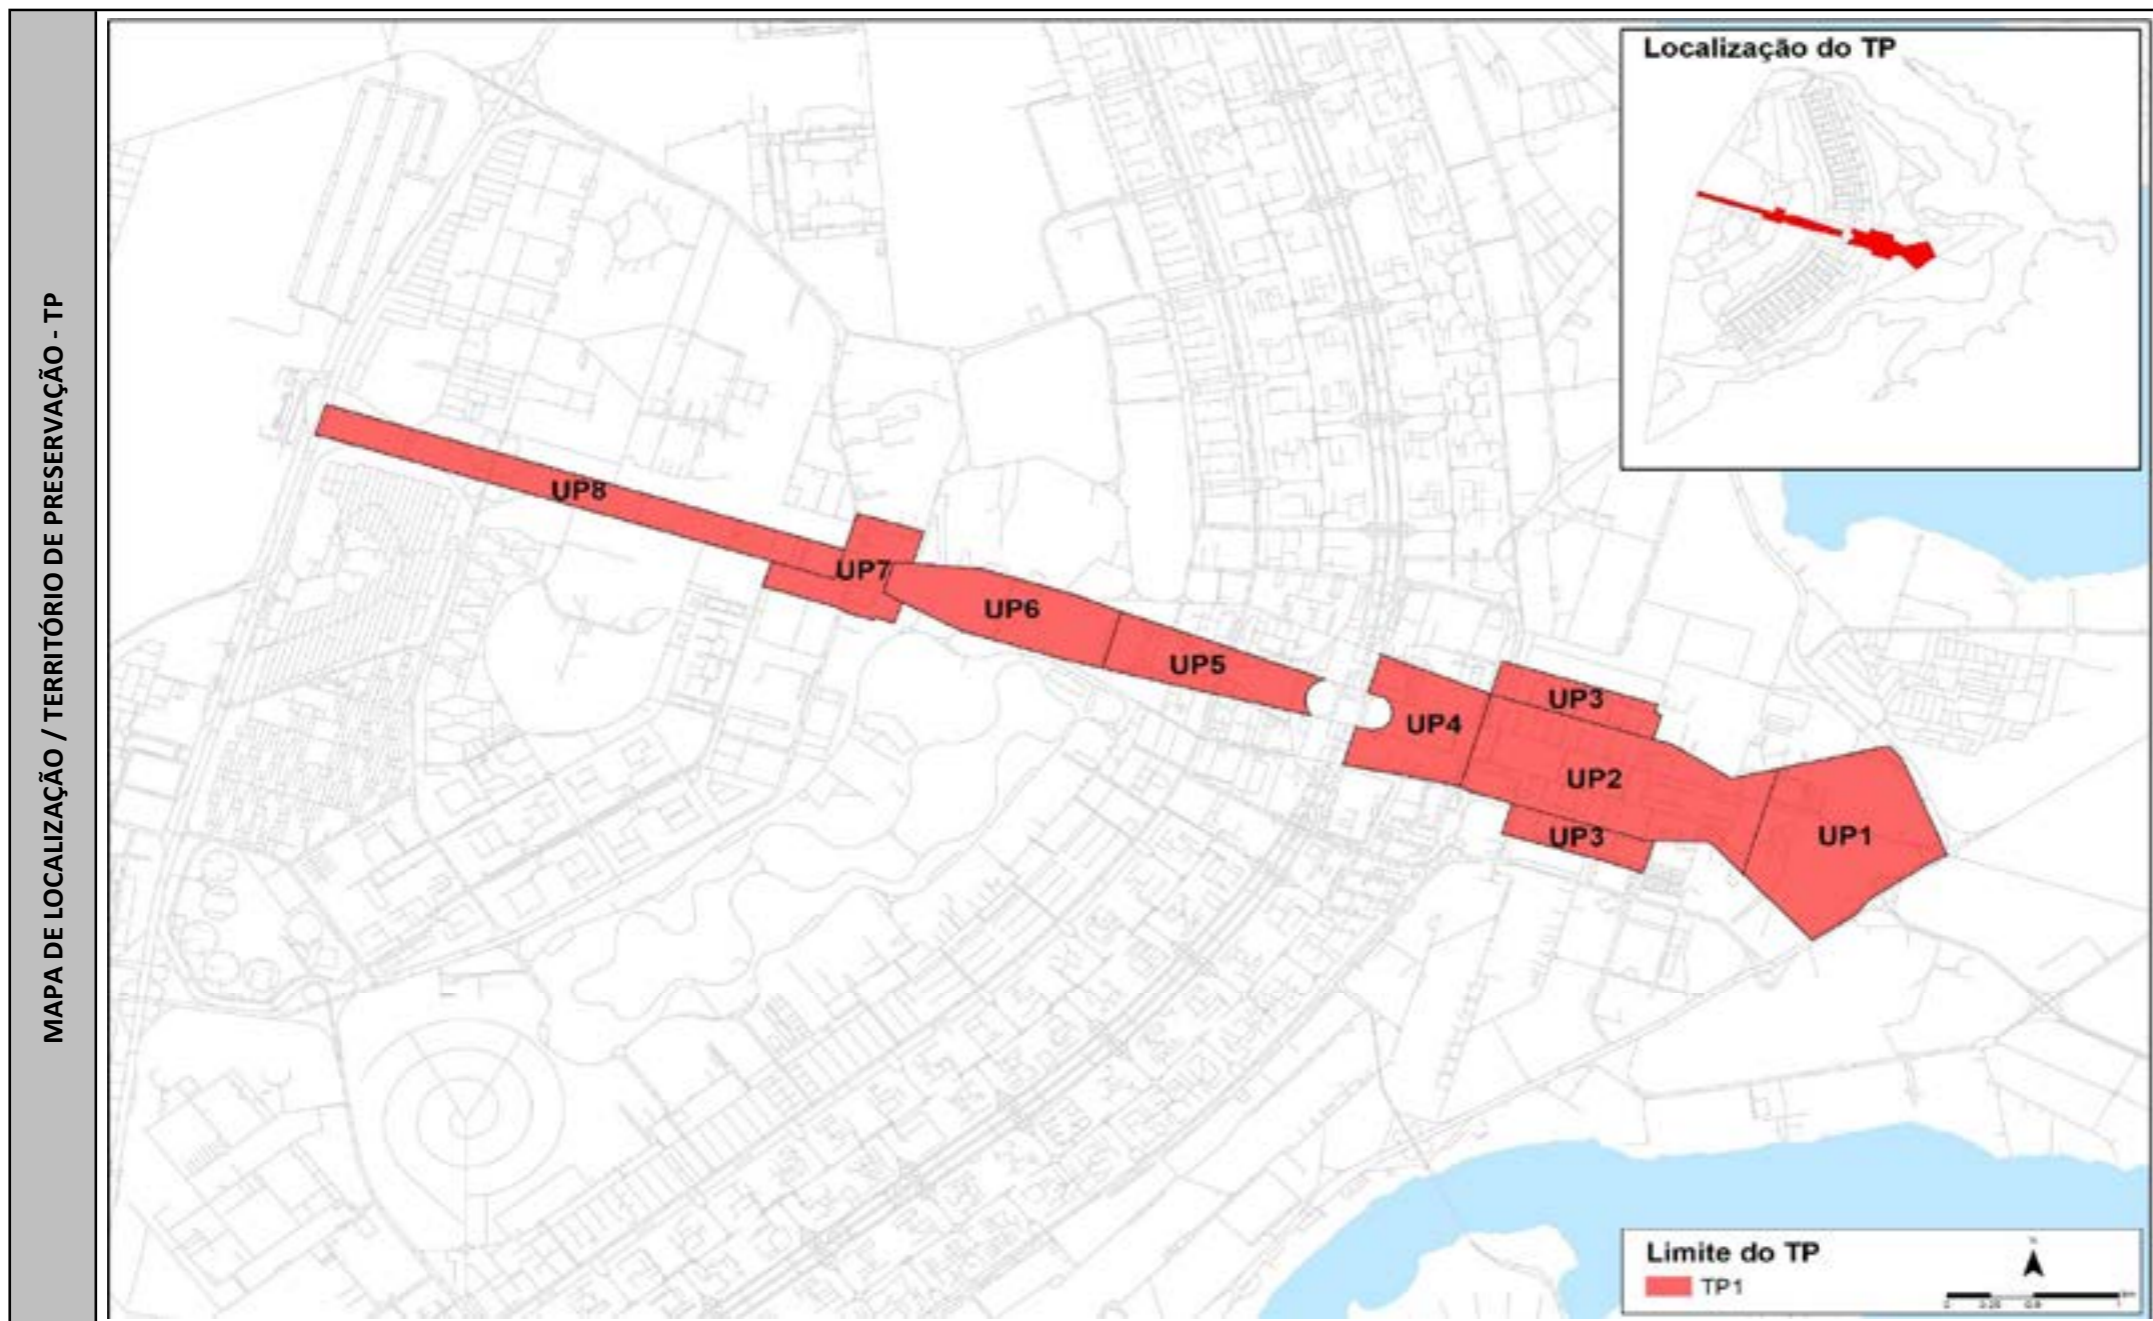 MAPA DE LOCALIZAÇÃO / TERRITÓRIO DE PRESERVAÇÃO - TP
Localização do TP
UP8
UP7
UP6
UP5
UP4
UP3
UP2
UP3
UP1
Limite do TP
TP1